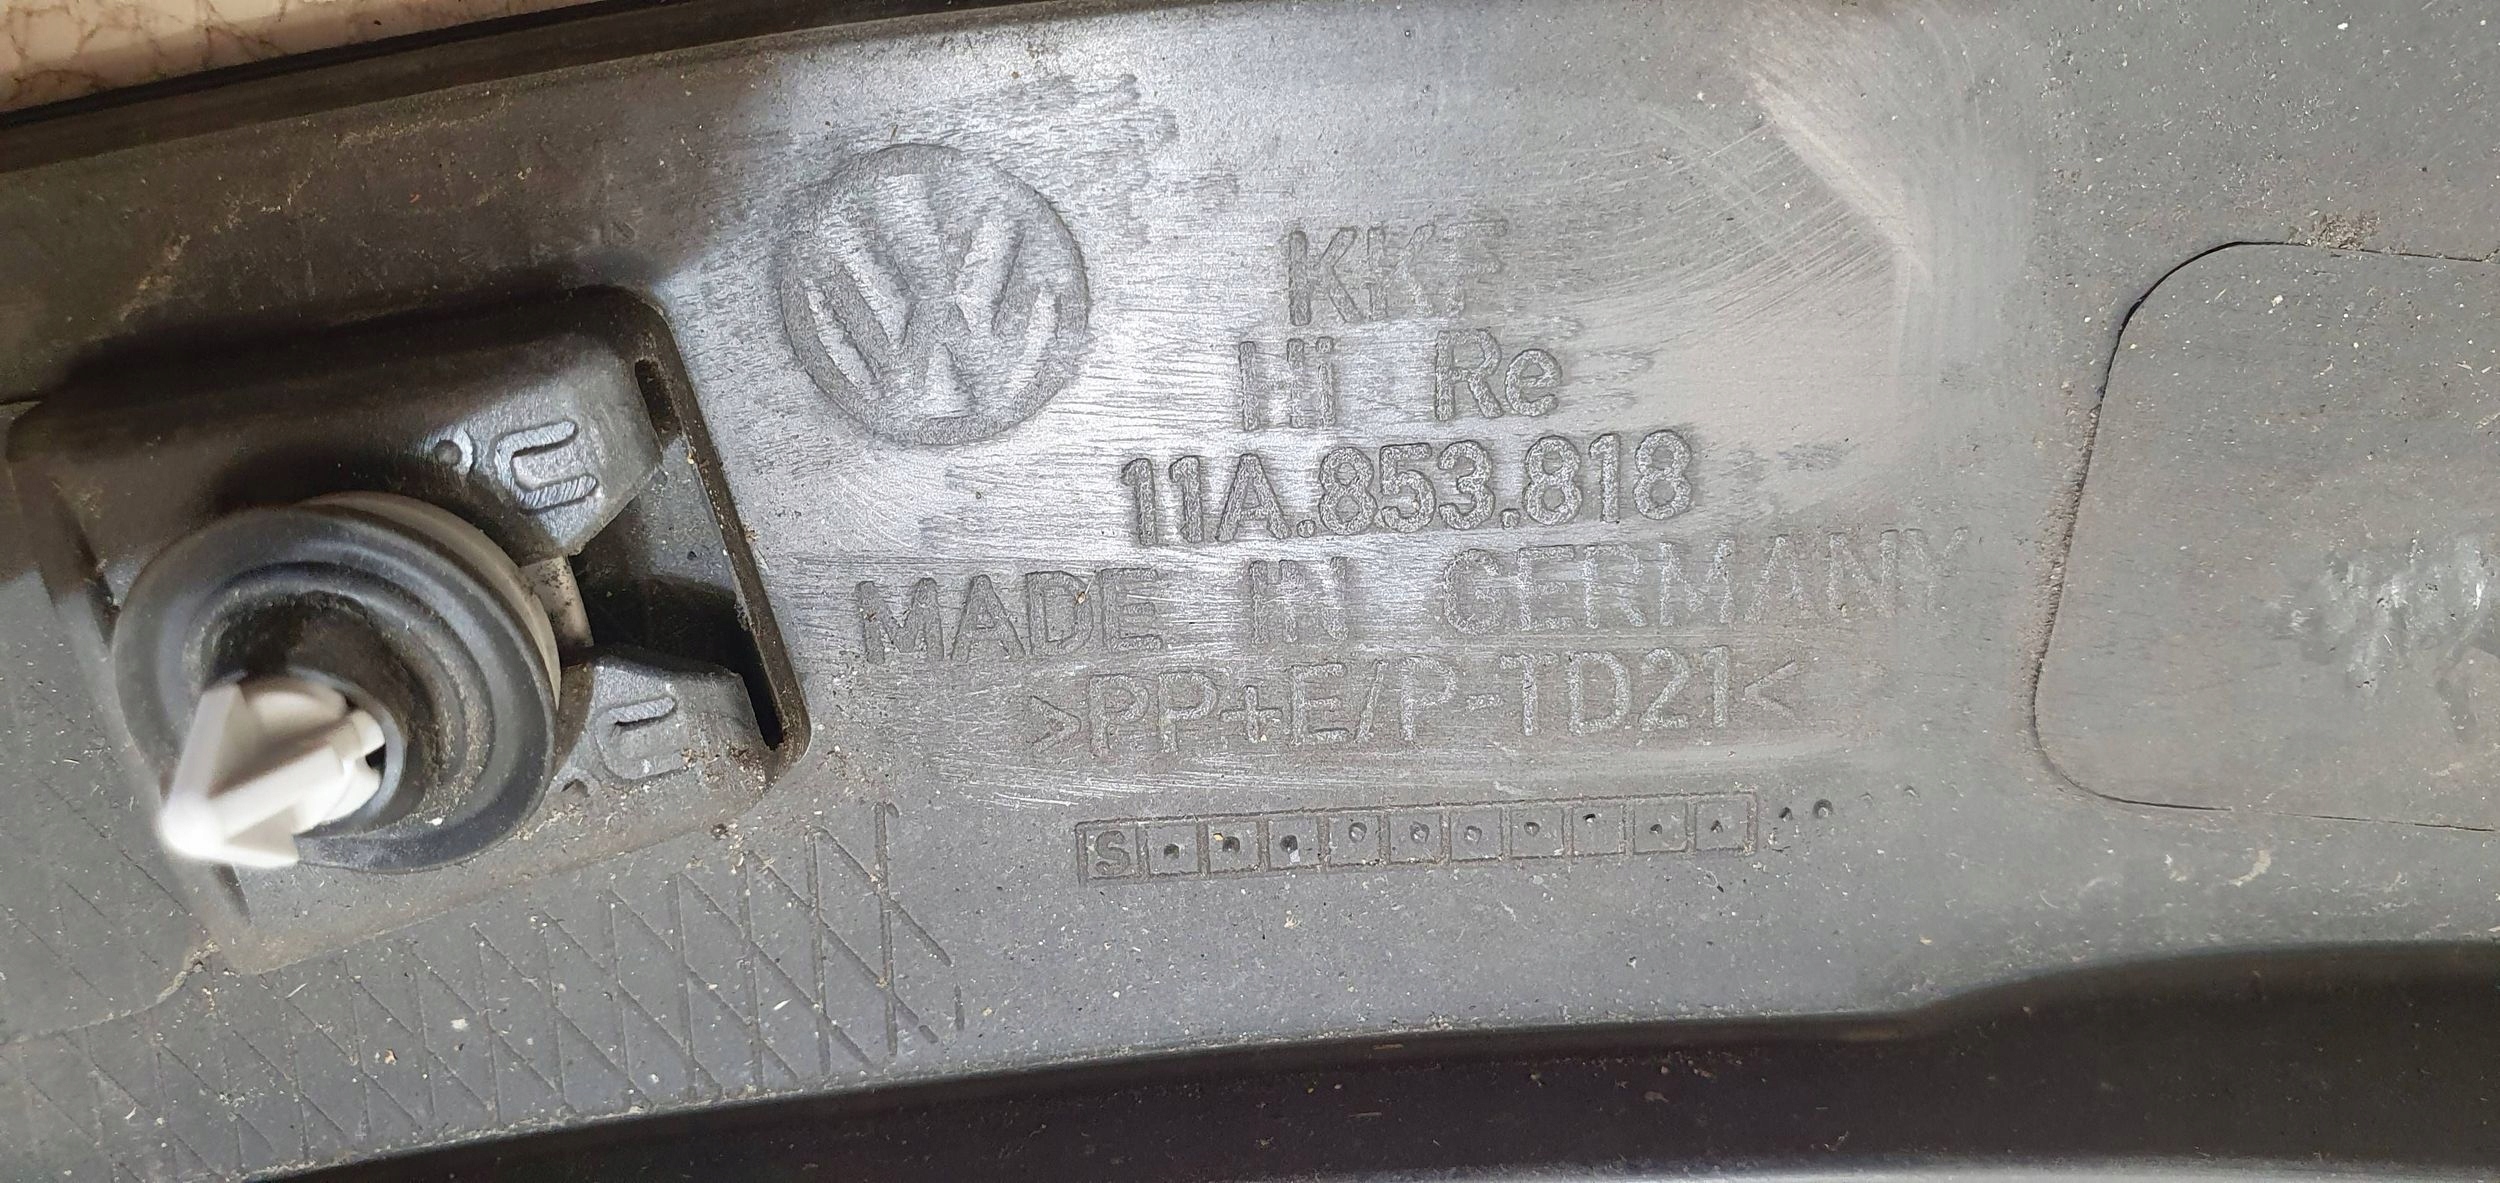 KKF
Hi Re
11A.853.818
MADE IN GERMANY
>PP+E/P-TD21<
S